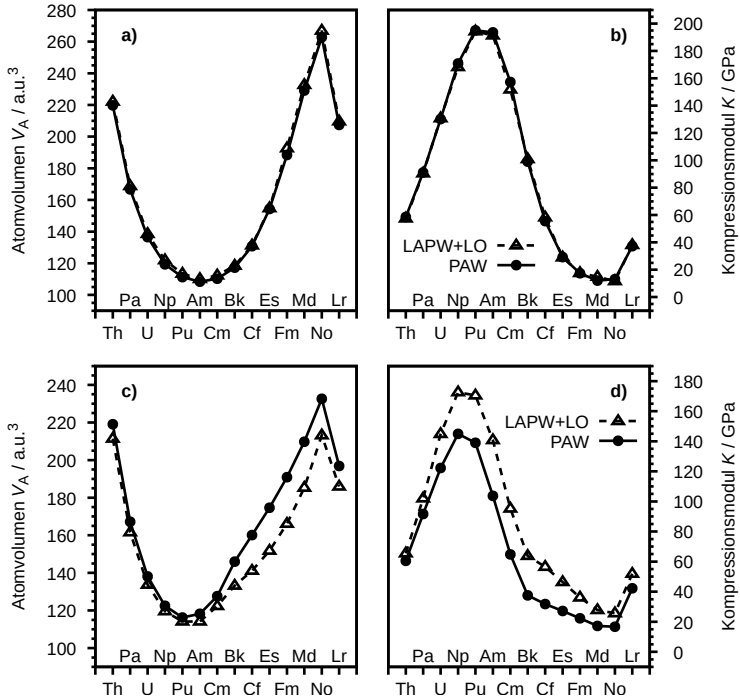 280
260
240
220
200
180
160
140
120
100
Atomvolumen V_A / a.u.³
a)
Pa Np Am Bk Es Md Lr
Th U Pu Cm Cf Fm No
b)
200
180
160
140
120
100
80
60
40
20
0
Kompressionsmodul K / GPa
LAPW+LO
PAW
Pa Np Am Bk Es Md Lr
Th U Pu Cm Cf Fm No
240
220
200
180
160
140
120
100
Atomvolumen V_A / a.u.³
c)
Pa Np Am Bk Es Md Lr
Th U Pu Cm Cf Fm No
d)
180
160
140
120
100
80
60
40
20
0
Kompressionsmodul K / GPa
LAPW+LO
PAW
Pa Np Am Bk Es Md Lr
Th U Pu Cm Cf Fm No